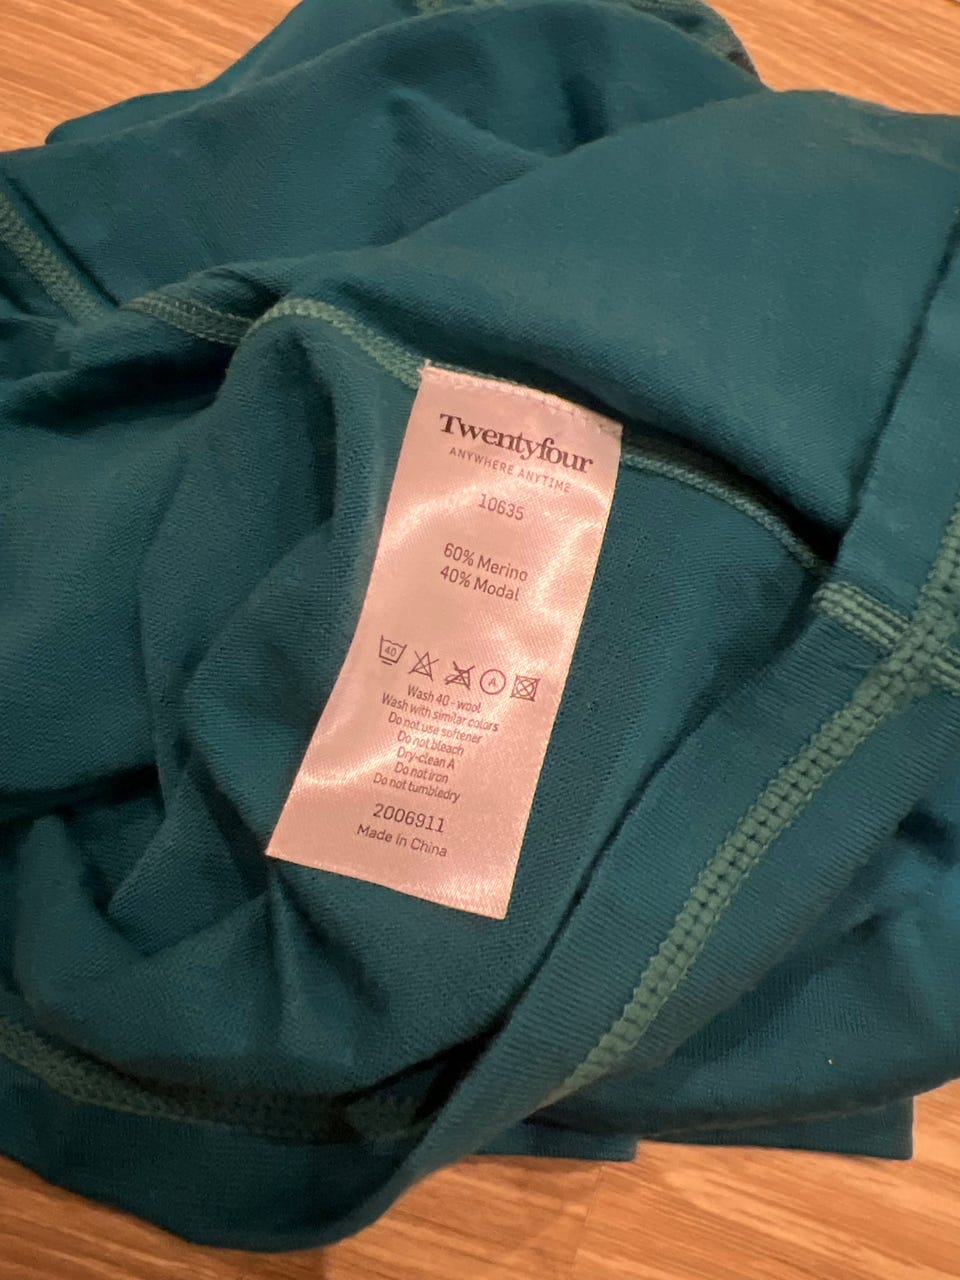 Twentyfour
ANYWHERE ANYTIME
10635
60% Merino
40% Modal
40 A
Wash 40 - wool
Wash with similar colors
Do not use softener
Do not bleach
Dry-clean A
Do not iron
Do not tumbledry
2006911
Made in China